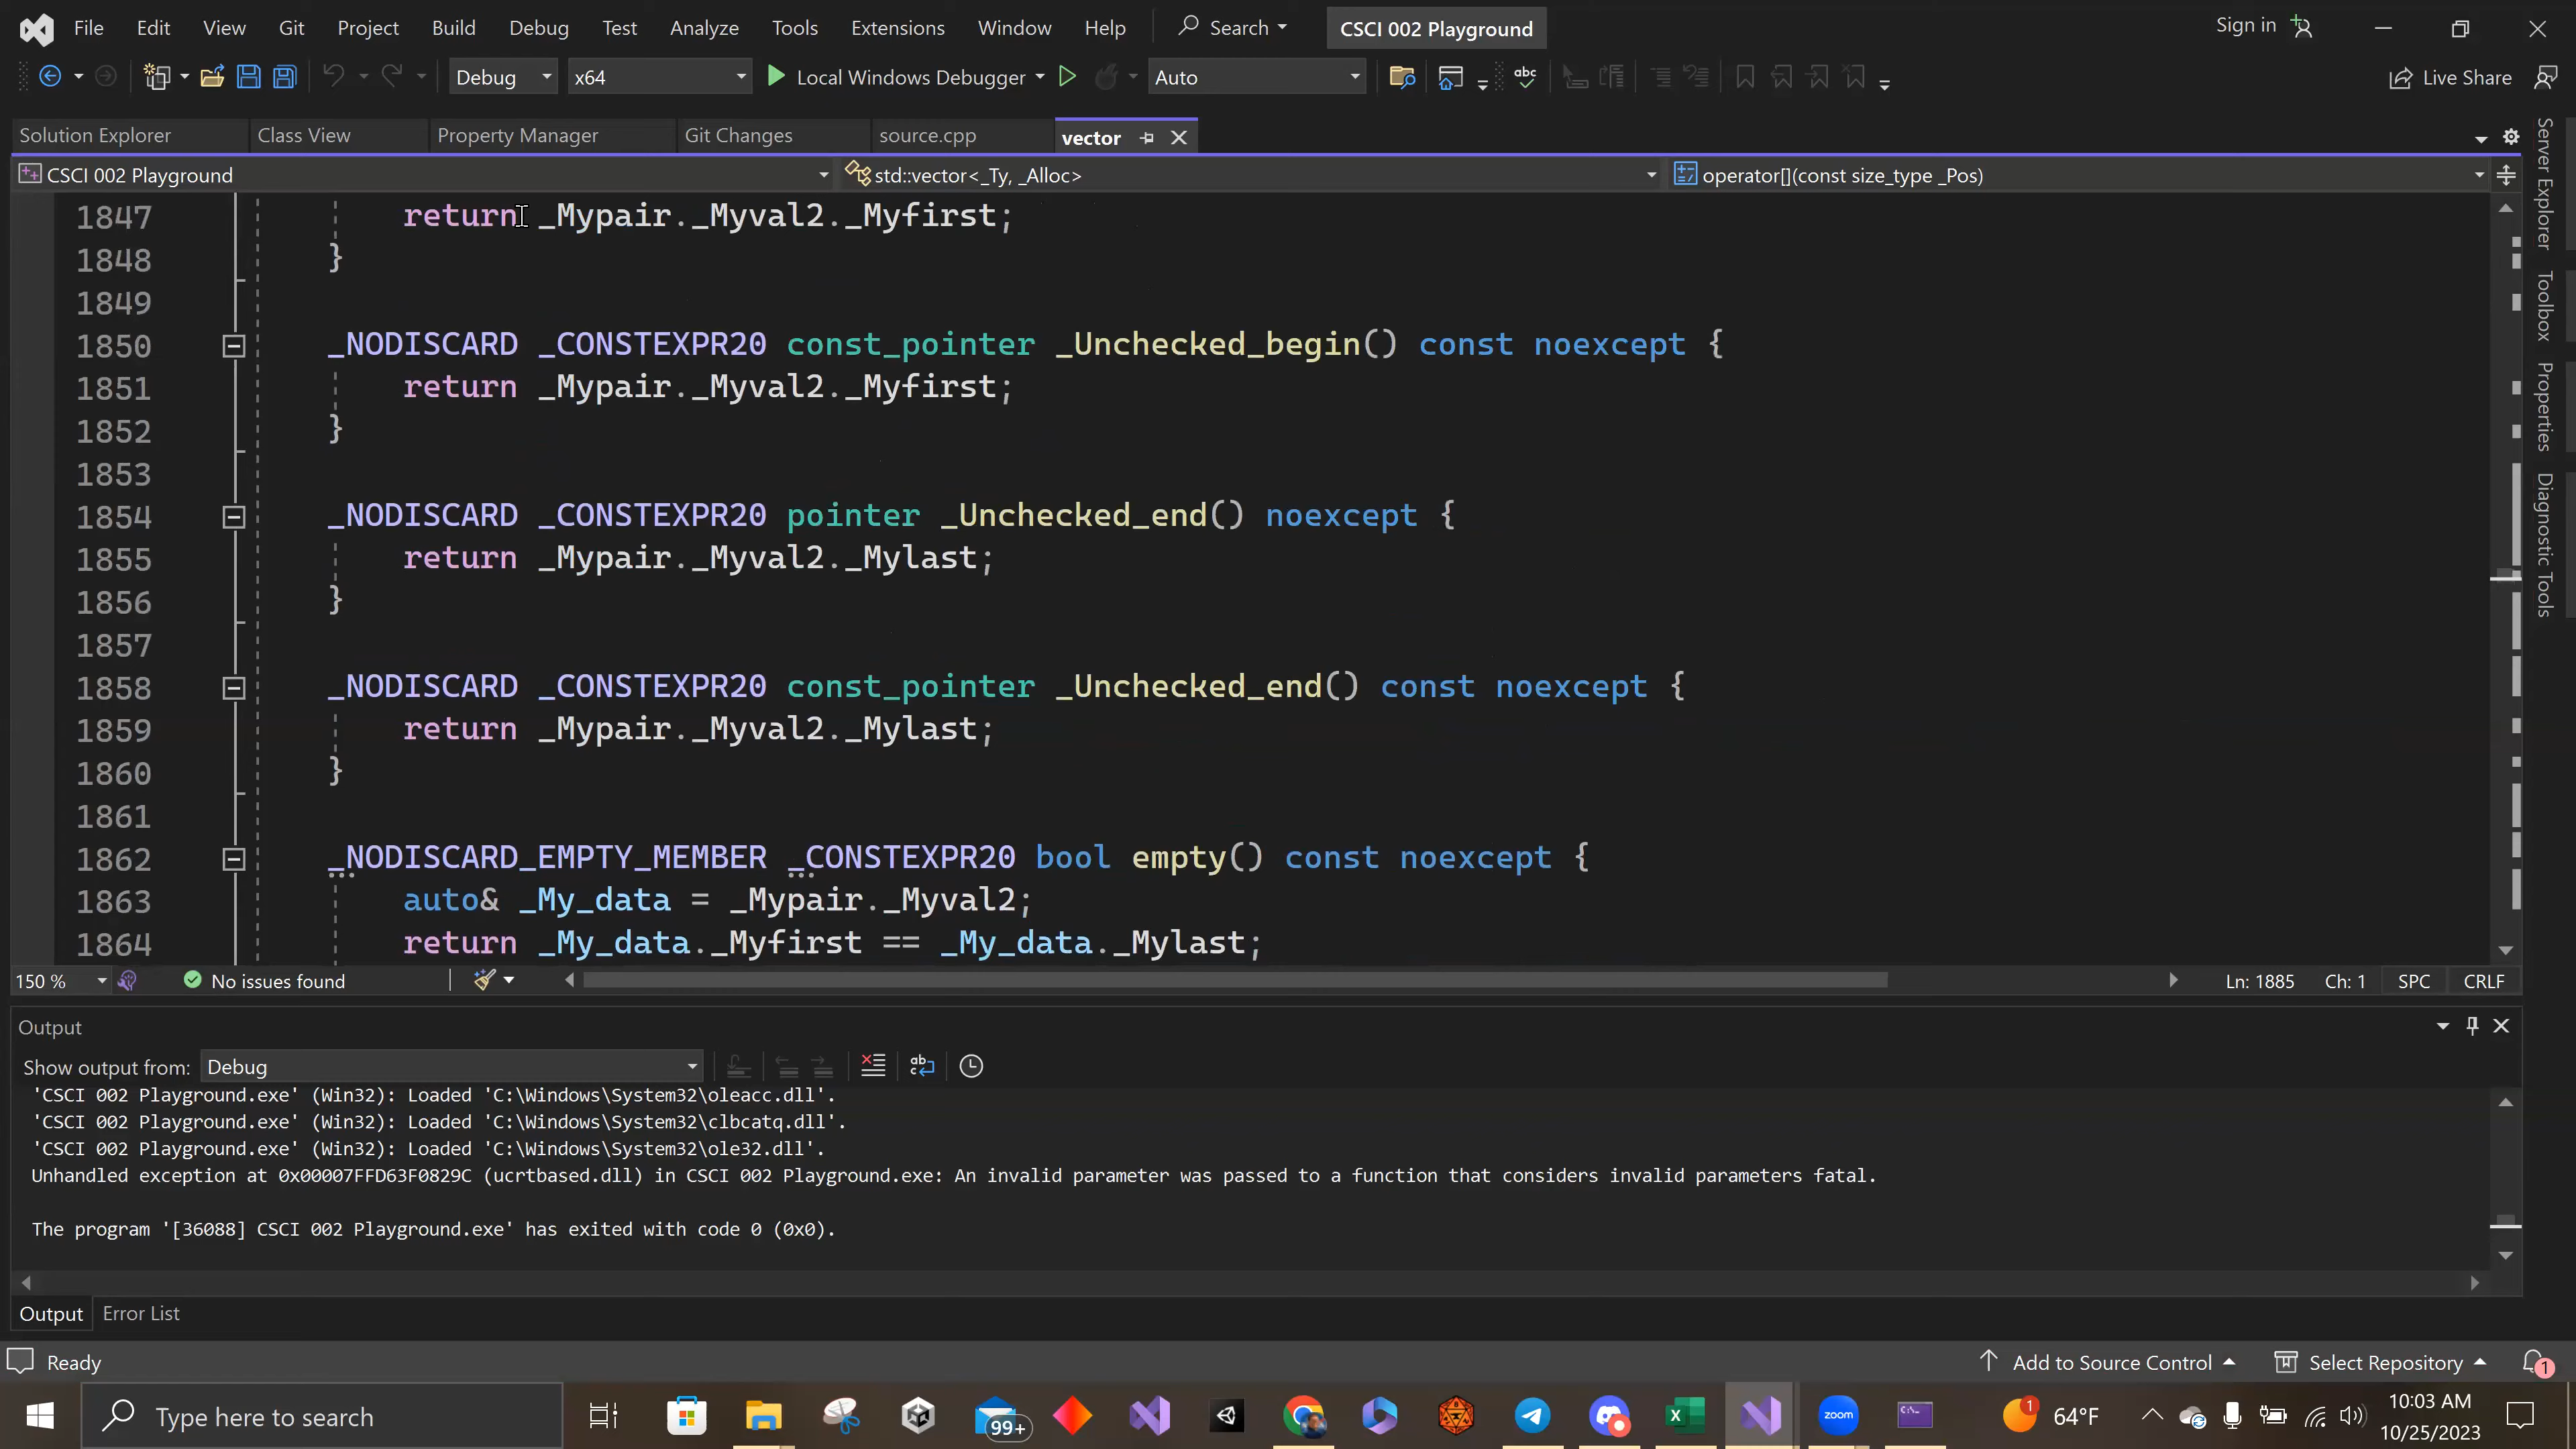 File Edit View Git Project Build Debug Test Analyze Tools Extensions Window Help Search CSCI 002 Playground Sign in
Debug x64 Local Windows Debugger Auto abc Live Share
Solution Explorer Class View Property Manager Git Changes source.cpp vector
CSCI 002 Playground std::vector<_Ty, _Alloc> operator[](const size_type _Pos)
1847 return _Mypair._Myval2._Myfirst;
1848 }
1849
1850 _NODISCARD _CONSTEXPR20 const_pointer _Unchecked_begin() const noexcept {
1851 return _Mypair._Myval2._Myfirst;
1852 }
1853
1854 _NODISCARD _CONSTEXPR20 pointer _Unchecked_end() noexcept {
1855 return _Mypair._Myval2._Mylast;
1856 }
1857
1858 _NODISCARD _CONSTEXPR20 const_pointer _Unchecked_end() const noexcept {
1859 return _Mypair._Myval2._Mylast;
1860 }
1861
1862 _NODISCARD_EMPTY_MEMBER _CONSTEXPR20 bool empty() const noexcept {
1863 auto& _My_data = _Mypair._Myval2;
1864 return _My_data._Myfirst == _My_data._Mylast;
Server Explorer
Toolbox
Properties
Diagnostic Tools
150 % No issues found Ln: 1885 Ch: 1 SPC CRLF
Output
Show output from: Debug
'CSCI 002 Playground.exe' (Win32): Loaded 'C:\Windows\System32\oleacc.dll'.
'CSCI 002 Playground.exe' (Win32): Loaded 'C:\Windows\System32\clbcatq.dll'.
'CSCI 002 Playground.exe' (Win32): Loaded 'C:\Windows\System32\ole32.dll'.
Unhandled exception at 0x00007FFD63F0829C (ucrtbased.dll) in CSCI 002 Playground.exe: An invalid parameter was passed to a function that considers invalid parameters fatal.
The program '[36088] CSCI 002 Playground.exe' has exited with code 0 (0x0).
Output Error List
Ready Add to Source Control Select Repository 1
Type here to search 99+ zoom 1 64°F 10:03 AM
10/25/2023